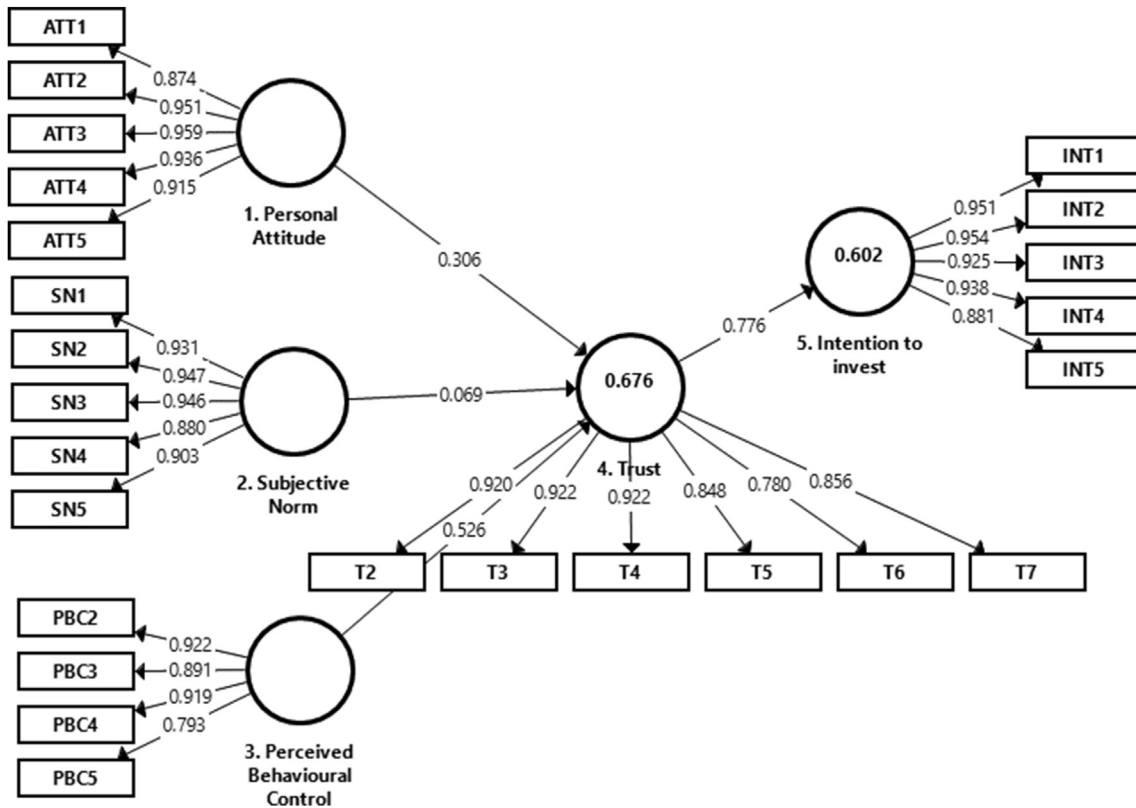 ATT1
ATT2
ATT3
ATT4
ATT5
0.874
0.951
0.959
0.936
0.915
1. Personal
Attitude
0.306
SN1
SN2
SN3
SN4
SN5
0.931
0.947
0.946
0.880
0.903
2. Subjective
Norm
0.069
PBC2
PBC3
PBC4
PBC5
0.922
0.891
0.919
0.793
3. Perceived
Behavioural
Control
0.526
0.676
4. Trust
0.920
0.922
0.922
0.848
0.780
0.856
T2
T3
T4
T5
T6
T7
0.776
0.602
5. Intention to
invest
0.951
0.954
0.925
0.938
0.881
INT1
INT2
INT3
INT4
INT5